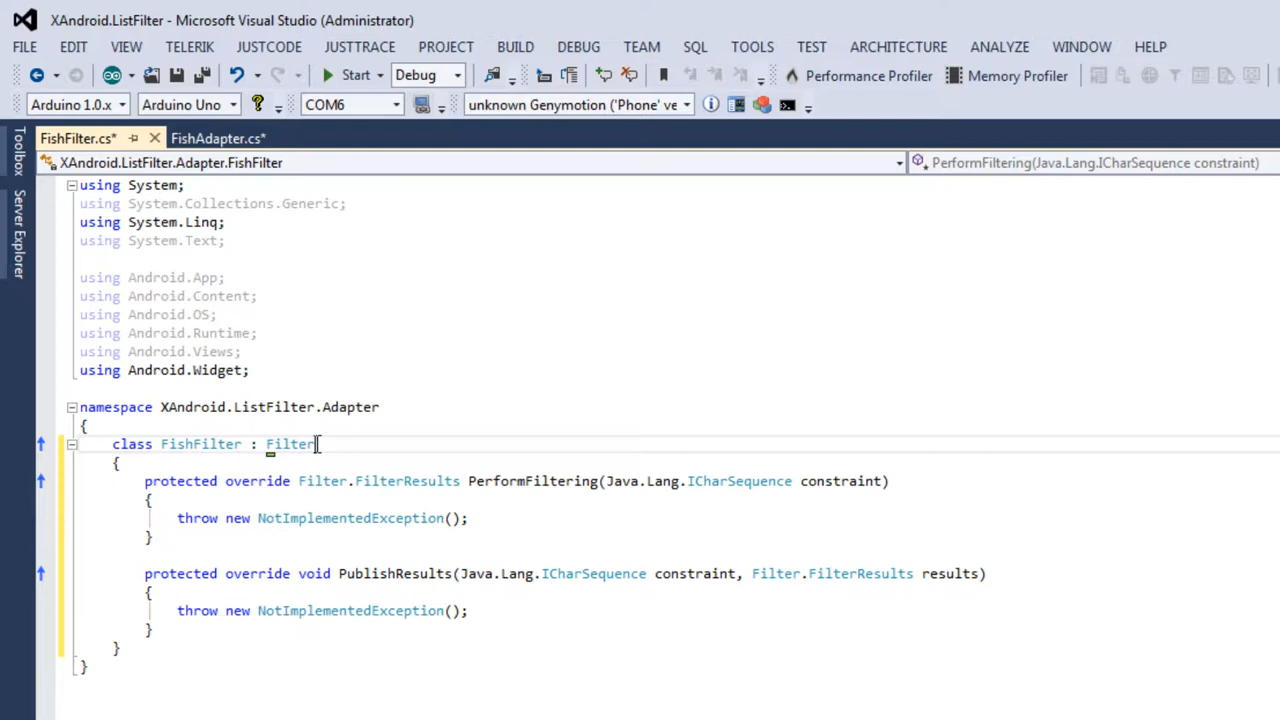 XAndroid.ListFilter - Microsoft Visual Studio (Administrator)
FILE EDIT VIEW TELERIK JUSTCODE JUSTTRACE PROJECT BUILD DEBUG TEAM SQL TOOLS TEST ARCHITECTURE ANALYZE WINDOW HELP
Start Debug Performance Profiler Memory Profiler
Arduino 1.0.x Arduino Uno ? COM6 unknown Genymotion ('Phone' ve
Toolbox
Server Explorer
FishFilter.cs* FishAdapter.cs*
XAndroid.ListFilter.Adapter.FishFilter PerformFiltering(Java.Lang.ICharSequence constraint)
using System;
using System.Collections.Generic;
using System.Linq;
using System.Text;
using Android.App;
using Android.Content;
using Android.OS;
using Android.Runtime;
using Android.Views;
using Android.Widget;
namespace XAndroid.ListFilter.Adapter
{
class FishFilter : Filter
{
protected override Filter.FilterResults PerformFiltering(Java.Lang.ICharSequence constraint)
{
throw new NotImplementedException();
}
protected override void PublishResults(Java.Lang.ICharSequence constraint, Filter.FilterResults results)
{
throw new NotImplementedException();
}
}
}